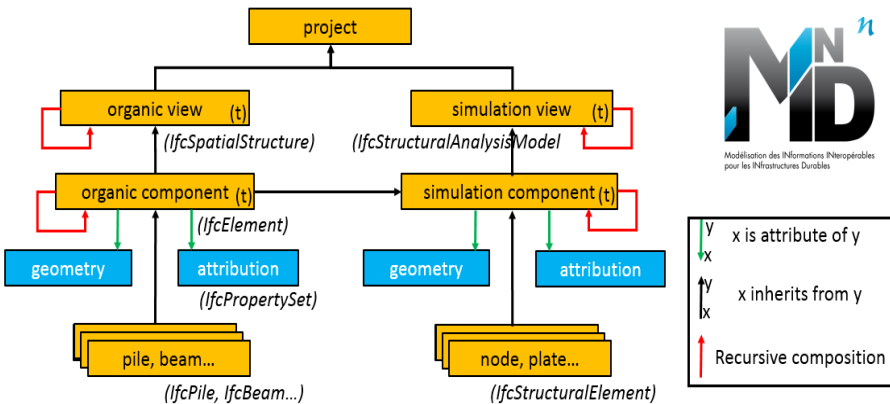 project
organic view (t)
simulation view (t)
(IfcSpatialStructure)
(IfcStructuralAnalysisModel
organic component (t)
simulation component (t)
(IfcElement)
geometry
attribution
geometry
attribution
(IfcPropertySet)
pile, beam...
node, plate...
(IfcPile, IfcBeam...)
(IfcStructuralElement)
MINnD
n
Modélisation des INformations INteropérables
pour les INfrastructures Durables
y
x
x is attribute of y
y
x
x inherits from y
Recursive composition